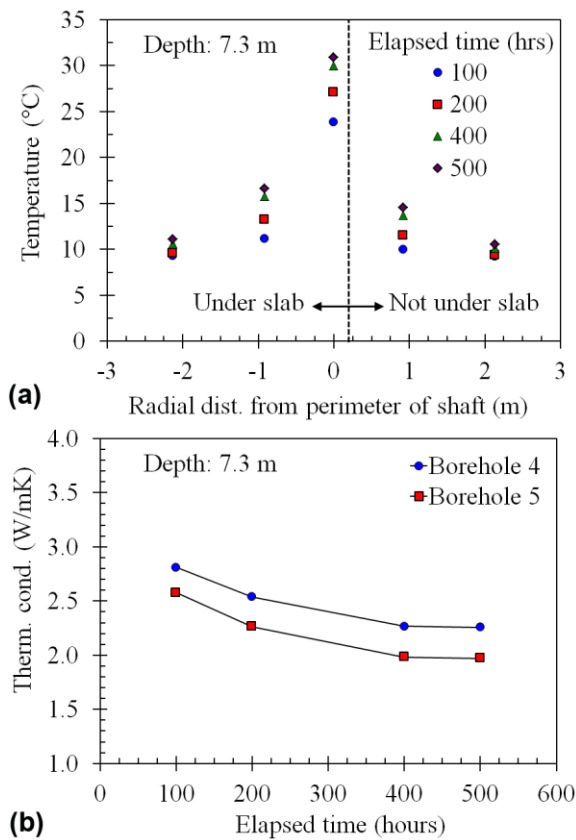 Depth: 7.3 m
Elapsed time (hrs)
100
200
400
500
35
30
25
20
15
10
5
0
Temperature (°C)
Under slab
Not under slab
-3 -2 -1 0 1 2 3
(a)
Radial dist. from perimeter of shaft (m)
Depth: 7.3 m
Borehole 4
Borehole 5
4.0
3.5
3.0
2.5
2.0
1.5
1.0
Therm. cond. (W/mK)
0 100 200 300 400 500 600
(b)
Elapsed time (hours)